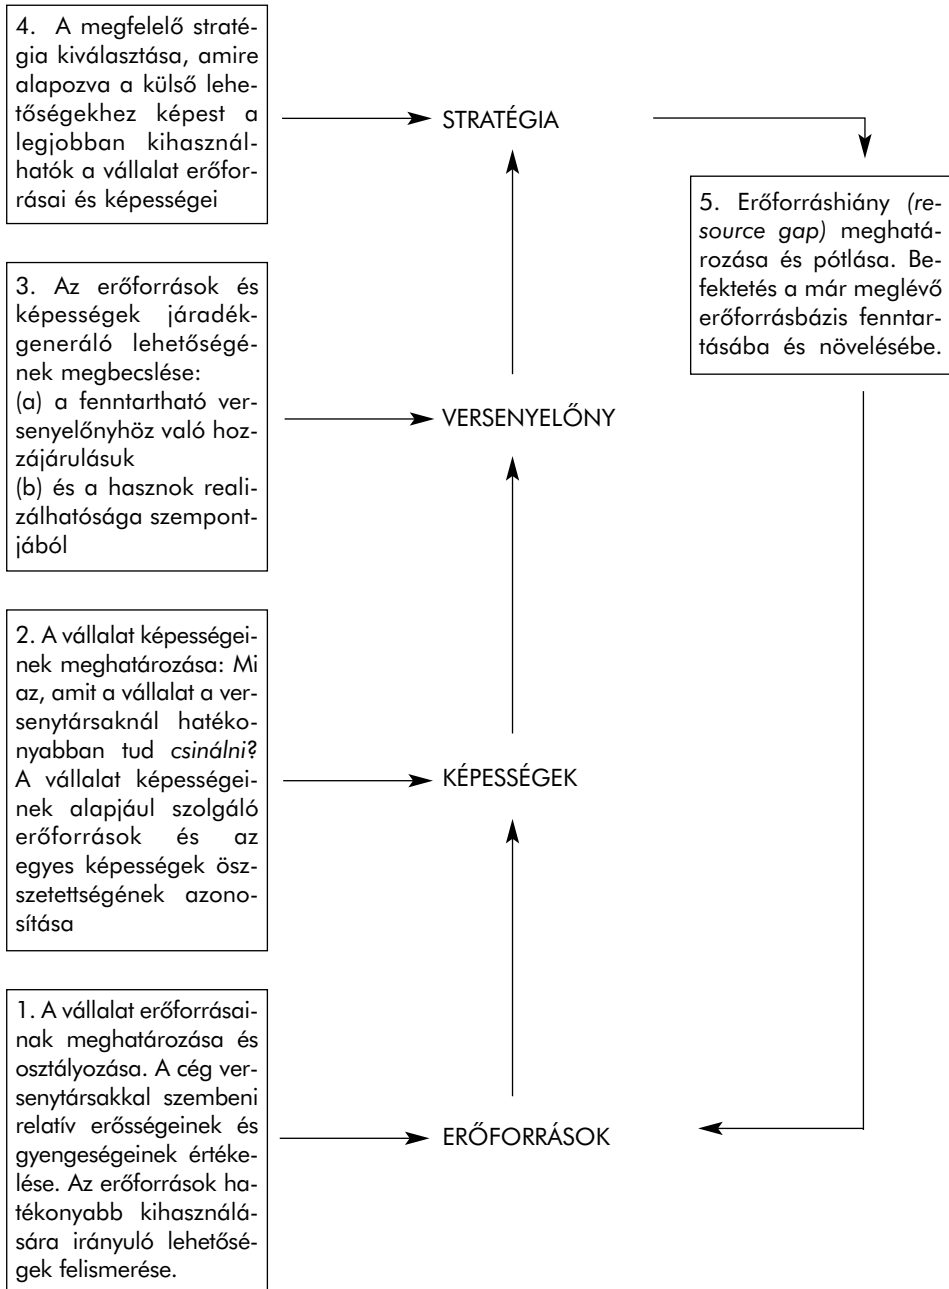 4. A megfelelő straté-
gia kiválasztása, amire
alapozva a külső lehe-
tőségekhez képest a
legjobban kihasznál-
hatók a vállalat erőfor-
rásai és képességei
STRATÉGIA
5. Erőforráshiány (re-
source gap) meghatá-
rozása és pótlása. Be-
fektetés a már meglévő
erőforrásbázis fenntar-
tásába és növelésébe.
3. Az erőforrások és
képességek járadék-
generáló lehetőségé-
nek megbecslése:
(a) a fenntartható ver-
senyelőnyhöz való hoz-
zájárulásuk
(b) és a hasznok reali-
zálhatósága szempont-
jából
VERSENYELŐNY
2. A vállalat képességei-
nek meghatározása: Mi
az, amit a vállalat a ver-
senytársaknál hatéko-
nyabban tud csinálni?
A vállalat képességei-
nek alapjául szolgáló
erőforrások és az
egyes képességek ösz-
szetettségének azono-
sítása
KÉPESSÉGEK
1. A vállalat erőforrásai-
nak meghatározása és
osztályozása. A cég ver-
senytársakkal szembeni
relatív erősségeinek és
gyengeségeinek értéke-
lése. Az erőforrások ha-
tékonyabb kihasználá-
sára irányuló lehetősé-
gek felismerése.
ERŐFORRÁSOK